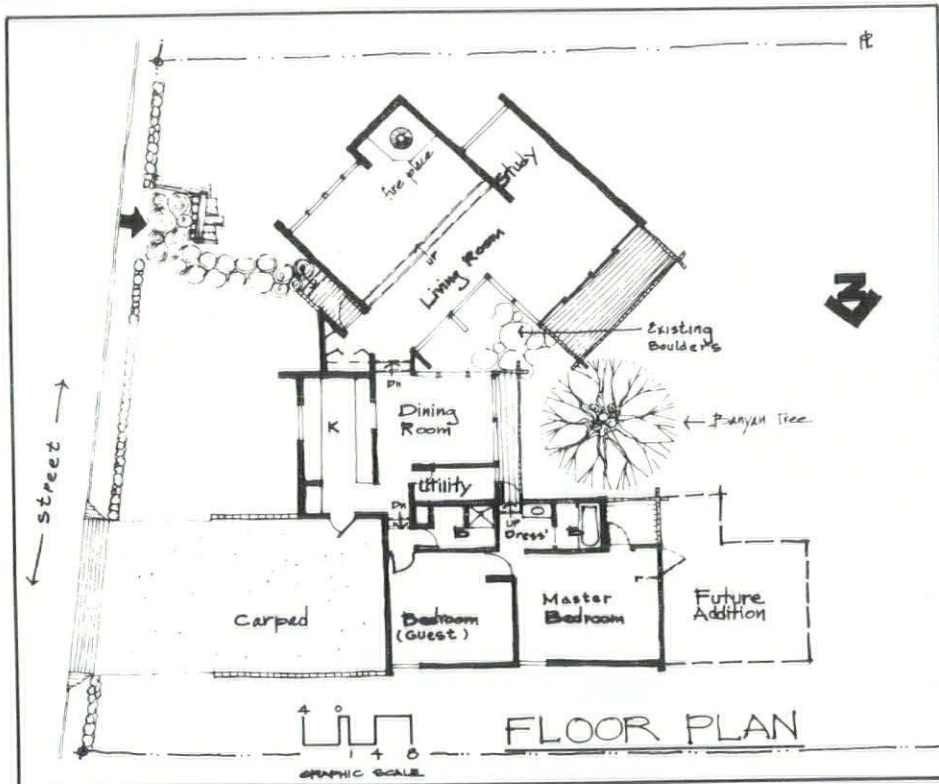 PL
fire place
Study
UP
Living Room
N
Existing
Boulders
Dn
K
Dining
Room
Banyan Tree
Utility
Street
Dn
UP
Dress'
Carpad
Bedroom
(Guest)
Master
Bedroom
Future
Addition
4 0
1 4 8
GRAPHIC SCALE
FLOOR PLAN